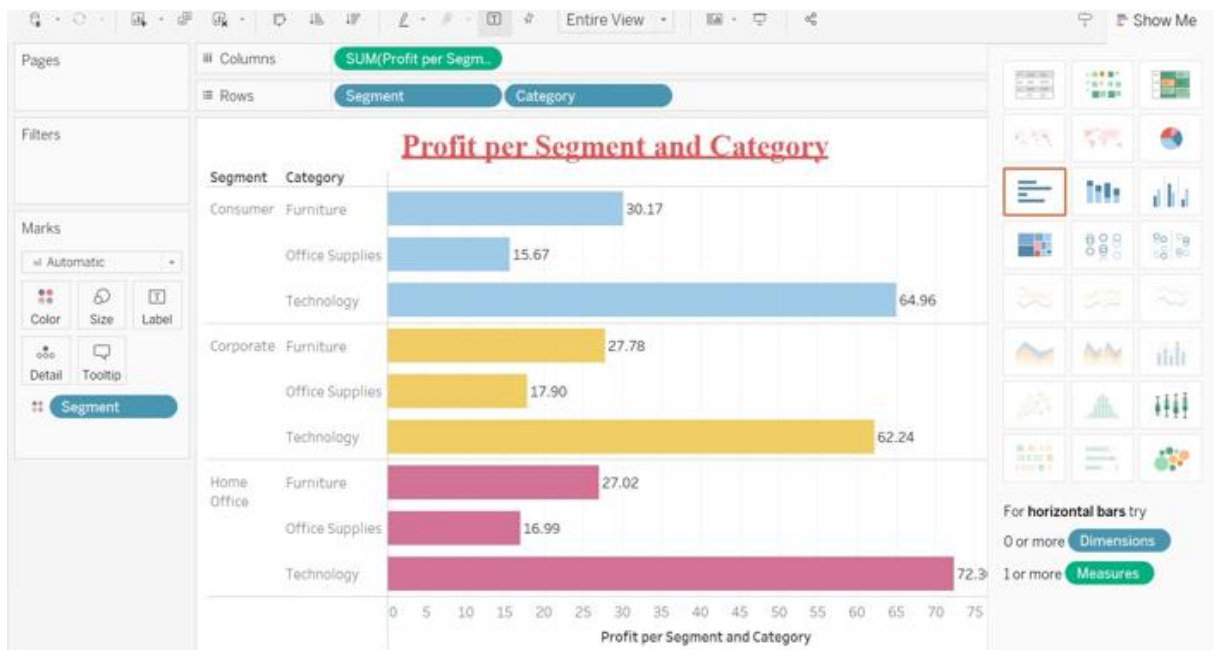 Entire View
Show Me
Pages
Columns
SUM(Profit per Segm..
Rows
Segment
Category
Filters
Profit per Segment and Category
Segment Category
Consumer Furniture 30.17
Office Supplies 15.67
Technology 64.96
Corporate Furniture 27.78
Office Supplies 17.90
Technology 62.24
Home Office Furniture 27.02
Office Supplies 16.99
Technology
0 5 10 15 20 25 30 35 40 45 50 55 60 65 70 75
Profit per Segment and Category
Marks
Automatic
Color Size Label
Detail Tooltip
Segment
For horizontal bars try
0 or more Dimensions
1 or more Measures